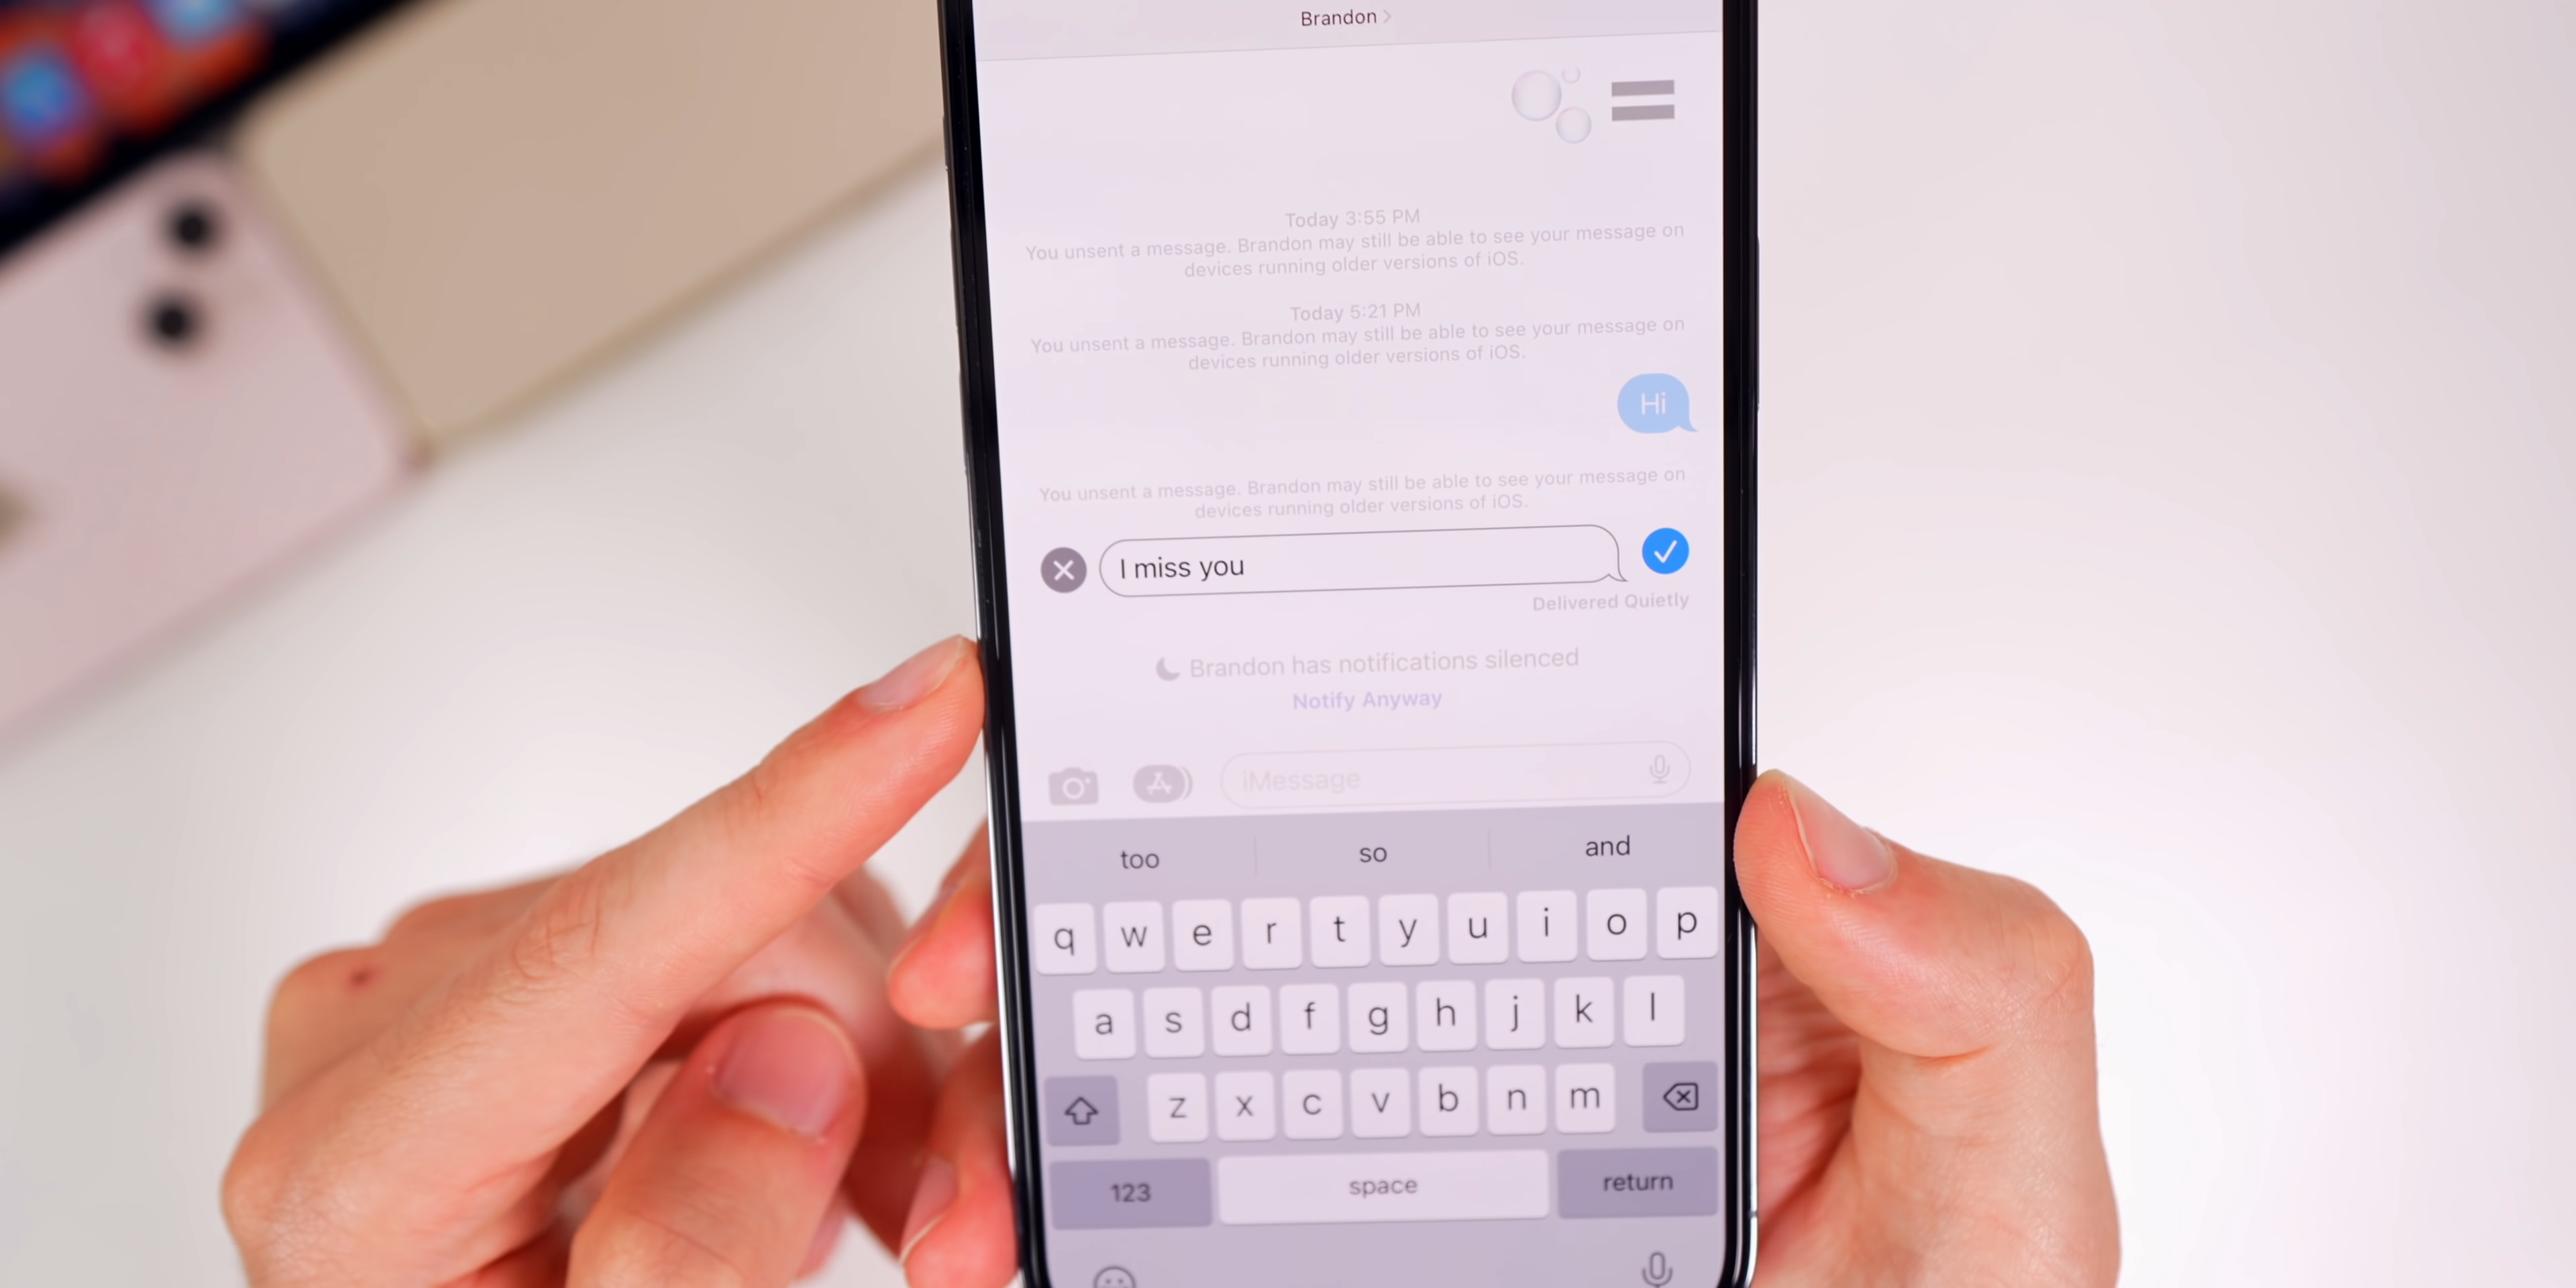 Brandon
Today 3:55 PM
You unsent a message. Brandon may still be able to see your message on
devices running older versions of iOS.
Today 5:21 PM
You unsent a message. Brandon may still be able to see your message on
devices running older versions of iOS.
Hi
You unsent a message. Brandon may still be able to see your message on
devices running older versions of iOS.
I miss you
Delivered Quietly
Brandon has notifications silenced
Notify Anyway
iMessage
too so and
q w e r t y u i o p
a s d f g h j k l
z x c v b n m
123 space return